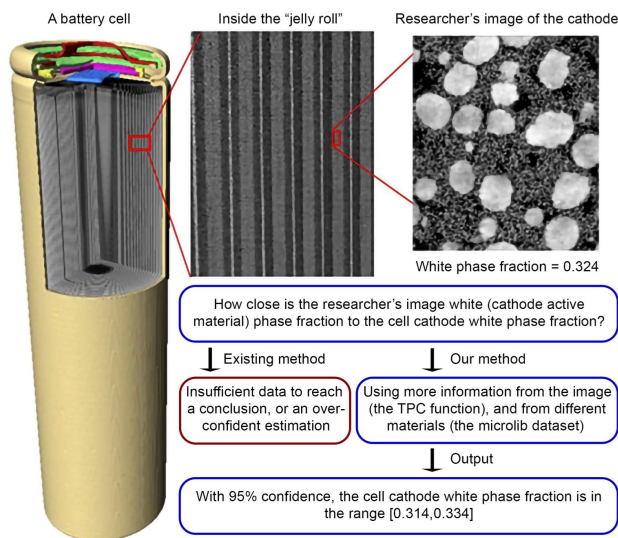 A battery cell
Inside the “jelly roll”
Researcher’s image of the cathode
White phase fraction = 0.324
How close is the researcher’s image white (cathode active
material) phase fraction to the cell cathode white phase fraction?
Existing method
Our method
Insufficient data to reach
a conclusion, or an over-
confident estimation
Using more information from the image
(the TPC function), and from different
materials (the microlib dataset)
Output
With 95% confidence, the cell cathode white phase fraction is in
the range [0.314,0.334]